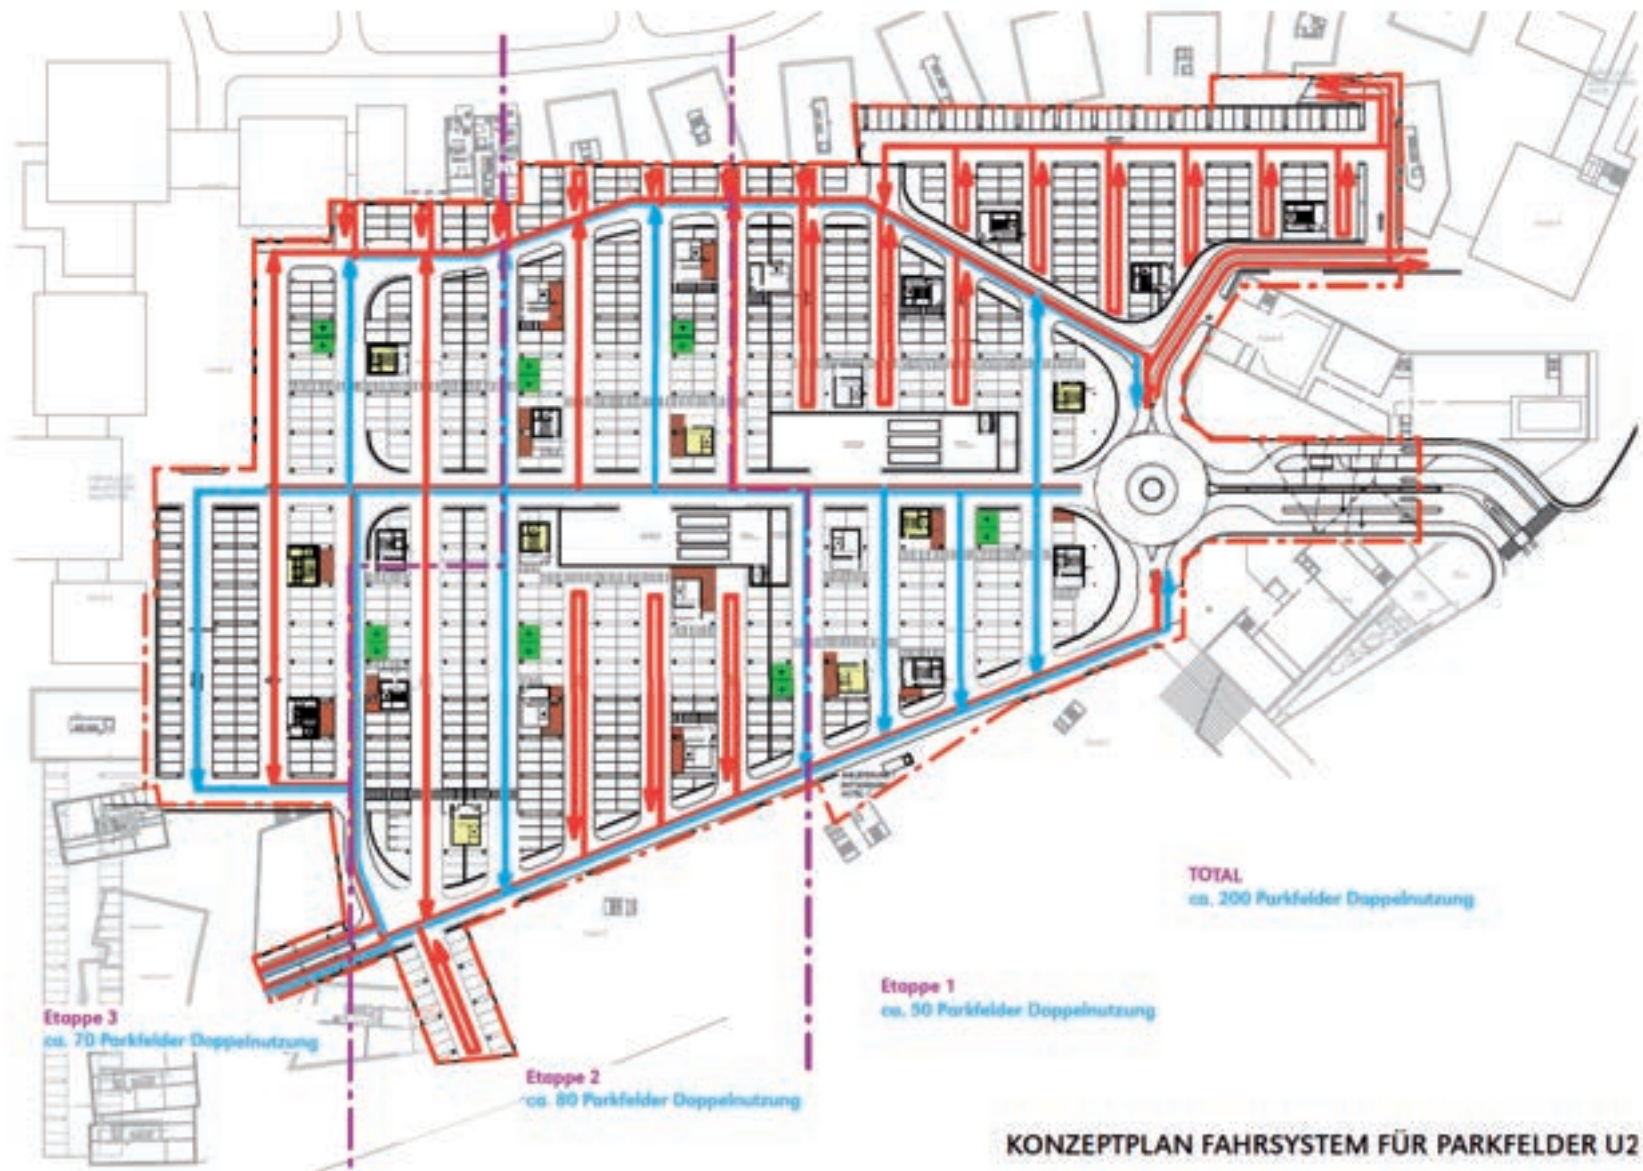 TOTAL
ca. 200 Parkfelder Doppelnutzung
Etappe 1
ca. 50 Parkfelder Doppelnutzung
Etappe 3
ca. 70 Parkfelder Doppelnutzung
Etappe 2
ca. 80 Parkfelder Doppelnutzung
KONZEPTPLAN FAHRSYSTEM FÜR PARKFELDER U2